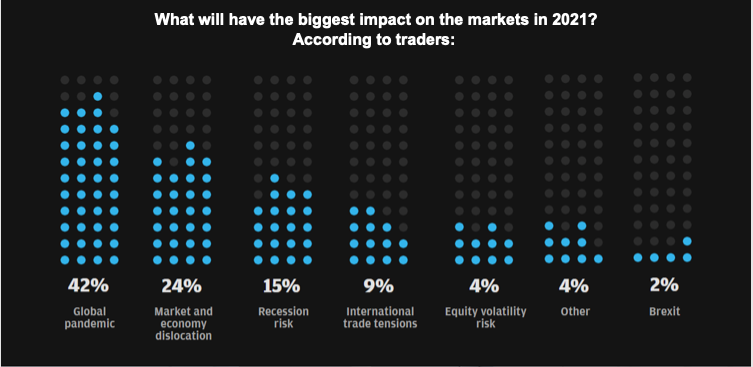 What will have the biggest impact on the markets in 2021?
According to traders:
42%
24%
15%
9%
4%
4%
2%
Global
pandemic
Market and
economy
dislocation
Recession
risk
International
trade tensions
Equity volatility
risk
Other
Brexit